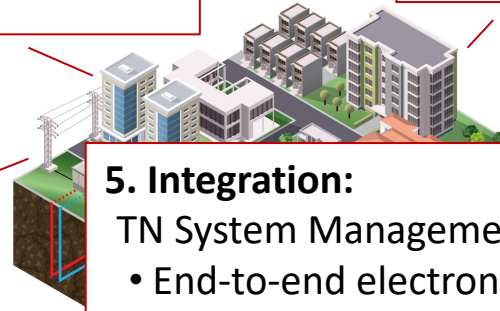 5. Integration:
TN System Manageme
• End-to-end electron